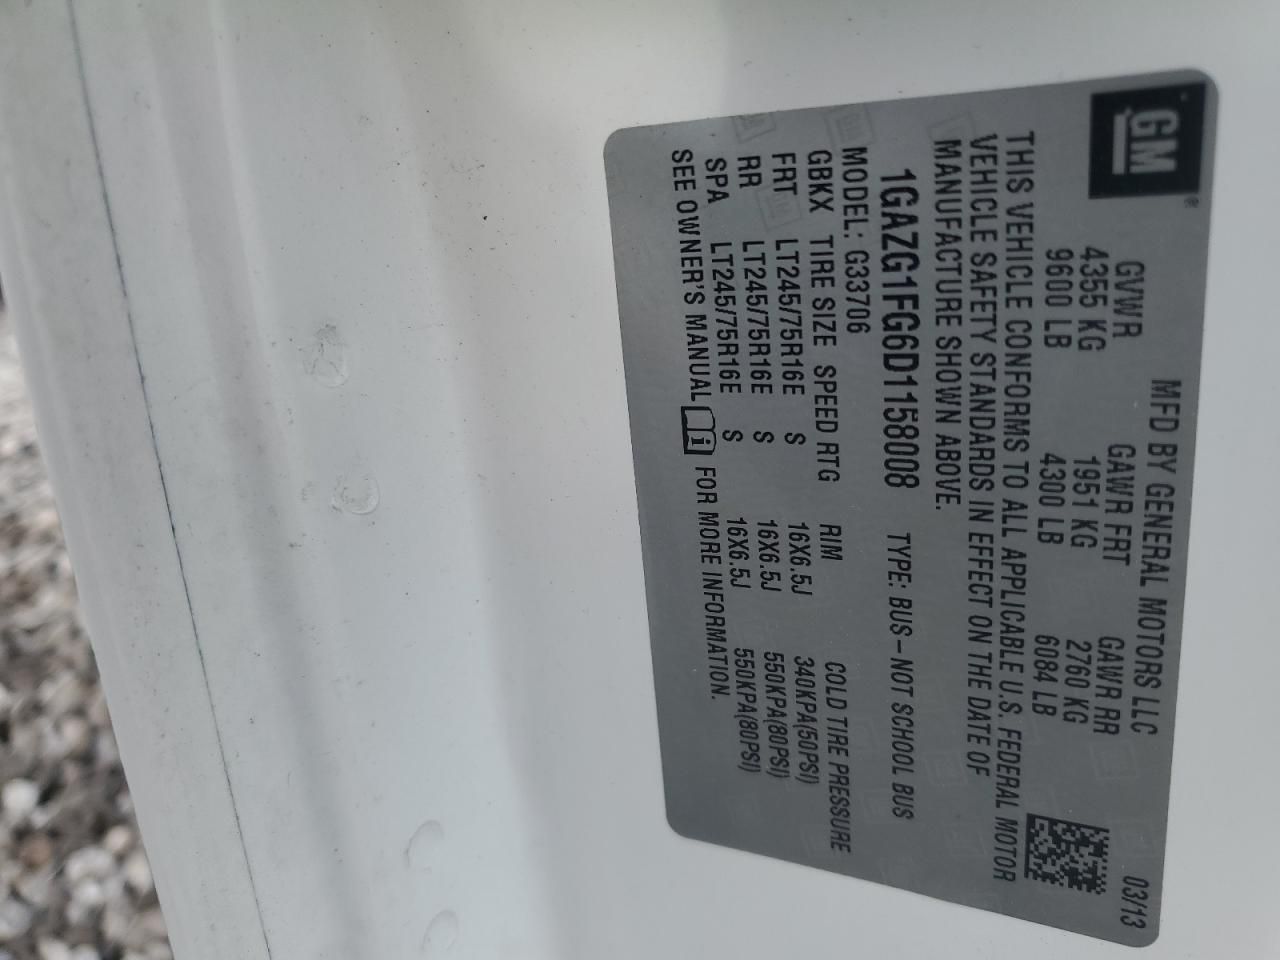 GM®
MFD BY GENERAL MOTORS LLC
03/13
GVWR GAWR FRT GAWR RR
4355 KG 1951 KG 2760 KG
9600 LB 4300 LB 6084 LB
THIS VEHICLE CONFORMS TO ALL APPLICABLE U.S. FEDERAL MOTOR
VEHICLE SAFETY STANDARDS IN EFFECT ON THE DATE OF
MANUFACTURE SHOWN ABOVE.
1GAZG1FG6D1158008 TYPE: BUS–NOT SCHOOL BUS
MODEL: G33706
GBKX TIRE SIZE SPEED RTG RIM COLD TIRE PRESSURE
FRT LT245/75R16E S 16X6.5J 340KPA(50PSI)
RR LT245/75R16E S 16X6.5J 550KPA(80PSI)
SPA LT245/75R16E S 16X6.5J 550KPA(80PSI)
SEE OWNER'S MANUAL FOR MORE INFORMATION.